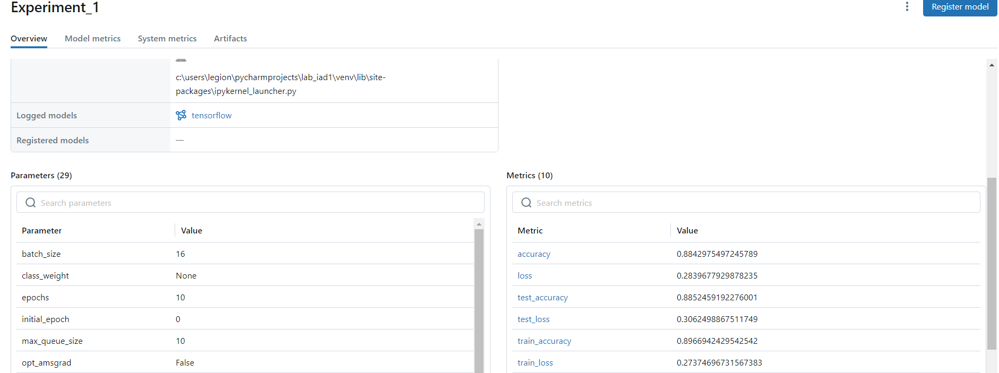 Experiment_1
Register model
Overview
Model metrics
System metrics
Artifacts
c:\users\legion\pycharmprojects\lab_iad1\venv\lib\site-
packages\ipykernel_launcher.py
Logged models
tensorflow
Registered models
—
Parameters (29)
Search parameters
Parameter Value
batch_size 16
class_weight None
epochs 10
initial_epoch 0
max_queue_size 10
opt_amsgrad False
Metrics (10)
Search metrics
Metric Value
accuracy 0.8842975497245789
loss 0.2839677929878235
test_accuracy 0.8852459192276001
test_loss 0.3062498867511749
train_accuracy 0.8966942429542542
train_loss 0.27374696731567383